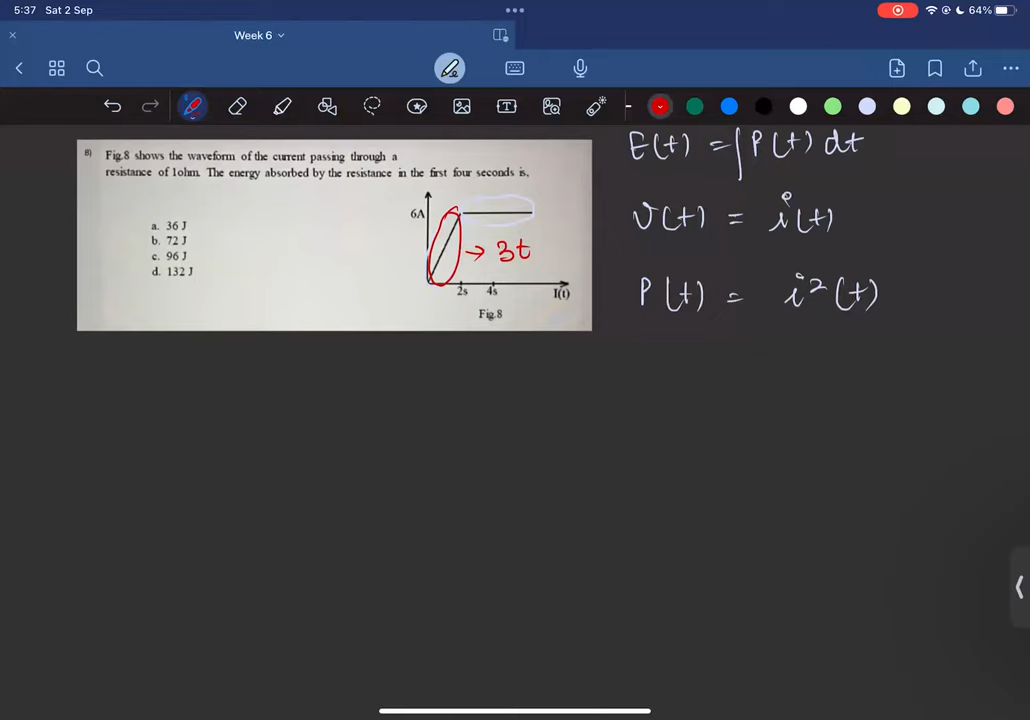 5:37 Sat 2 Sep
64%
Week 6
8) Fig.8 shows the waveform of the current passing through a
resistance of 1ohm. The energy absorbed by the resistance in the first four seconds is,
a. 36 J
b. 72 J
c. 96 J
d. 132 J
6A
→ 3t
2s 4s I(t)
Fig.8
E(t) = ∫P(t) dt
v(t) = i(t)
P(t) = i²(t)